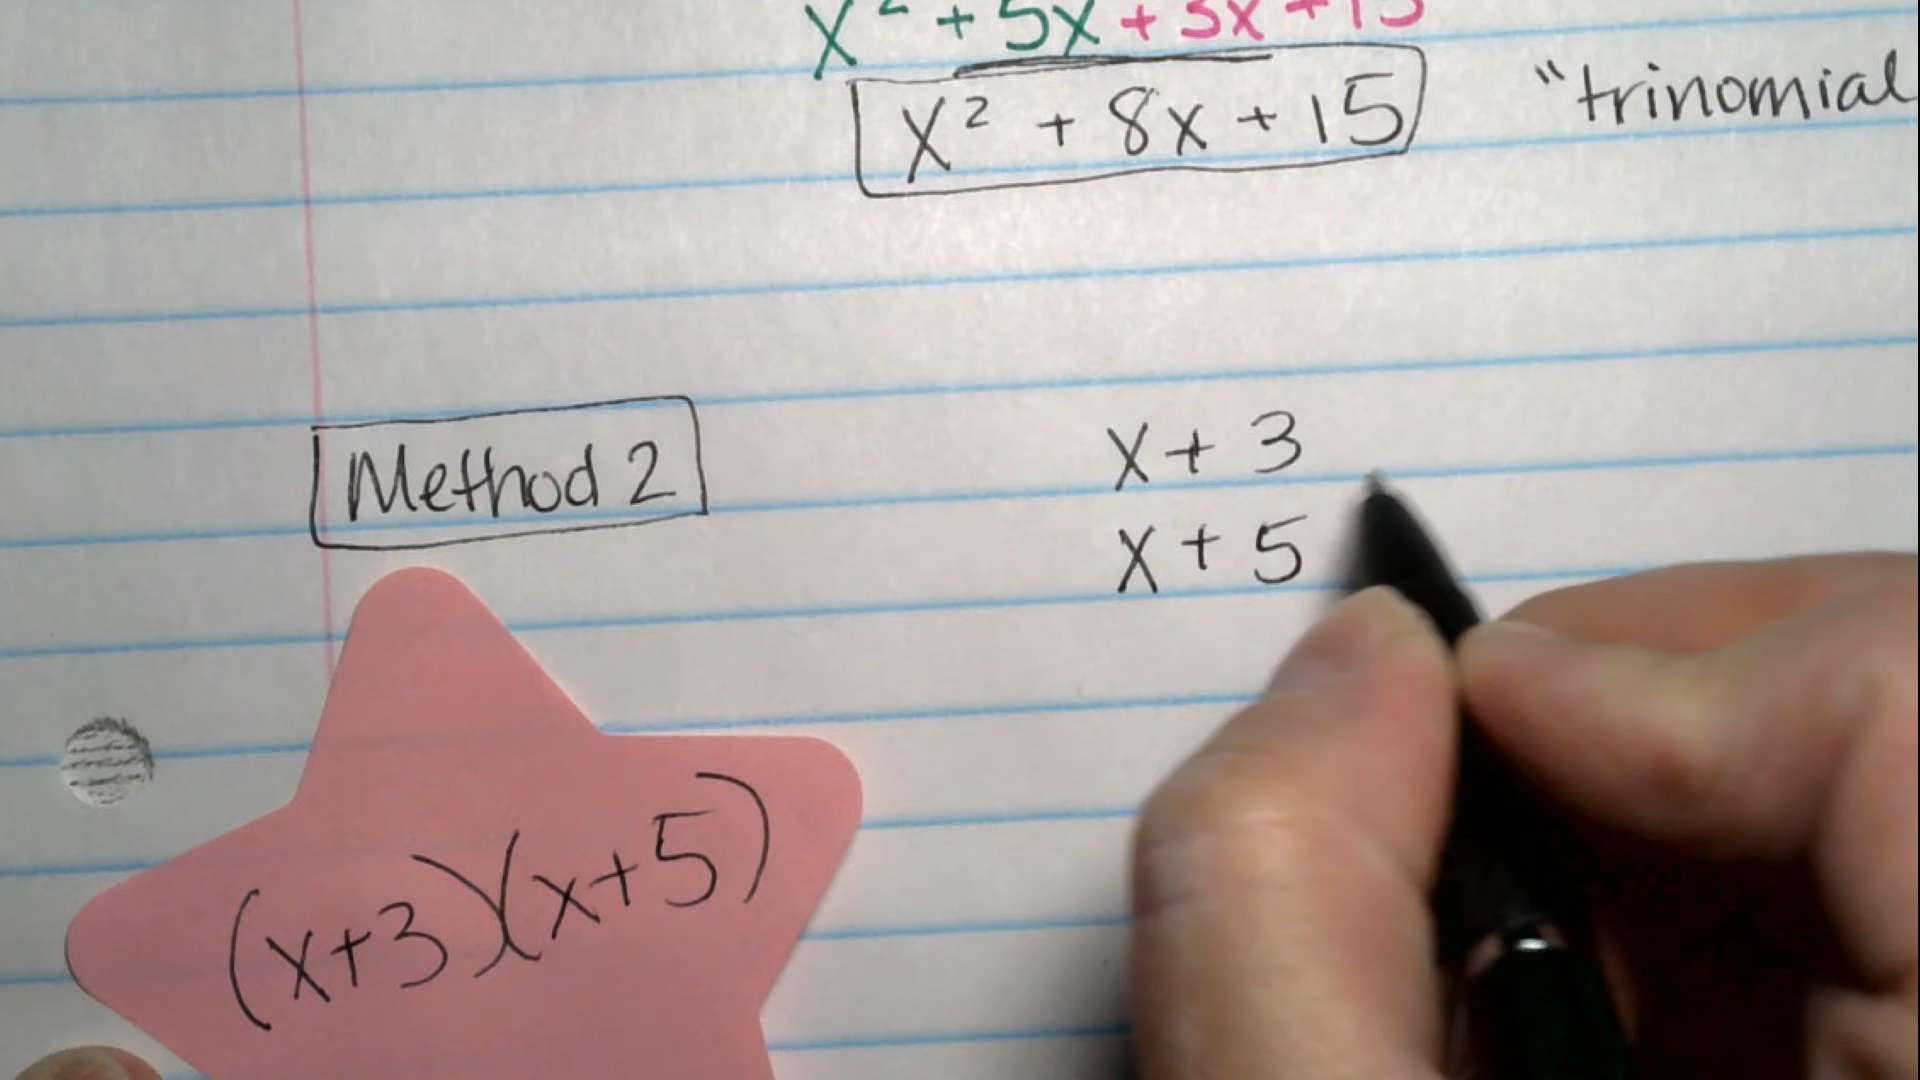 x² + 5x + 3x + 15
x² + 8x + 15
"trinomial
Method 2
x + 3
x + 5
(x+3)(x+5)